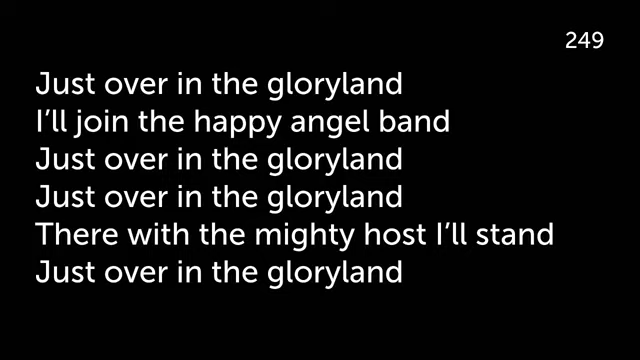 249
Just over in the gloryland
I’ll join the happy angel band
Just over in the gloryland
Just over in the gloryland
There with the mighty host I’ll stand
Just over in the gloryland